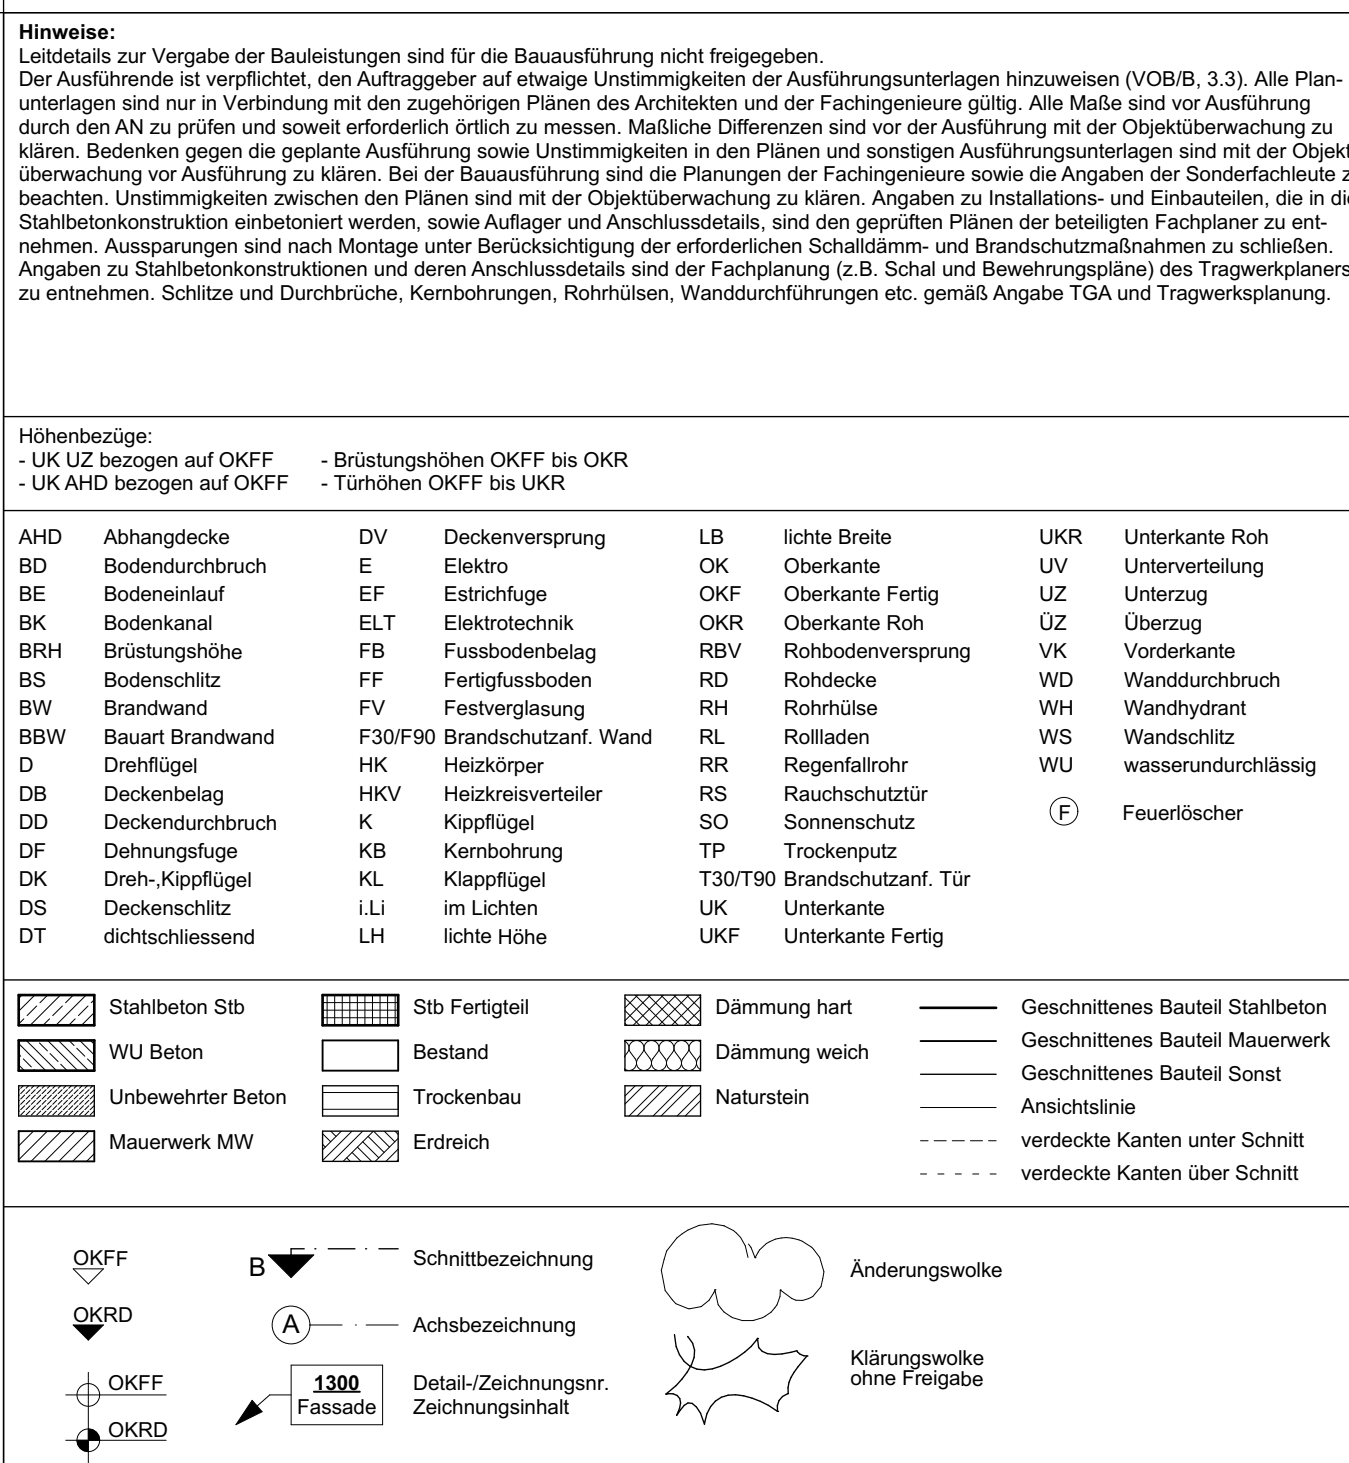 Hinweise:
Leitdetails zur Vergabe der Bauleistungen sind für die Bauausführung nicht freigegeben.
Der Ausführende ist verpflichtet, den Auftraggeber auf etwaige Unstimmigkeiten der Ausführungsunterlagen hinzuweisen (VOB/B, 3.3). Alle Plan-
unterlagen sind nur in Verbindung mit den zugehörigen Plänen des Architekten und der Fachingenieure gültig. Alle Maße sind vor Ausführung
durch den AN zu prüfen und soweit erforderlich örtlich zu messen. Maßliche Differenzen sind vor der Ausführung mit der Objektüberwachung zu
klären. Bedenken gegen die geplante Ausführung sowie Unstimmigkeiten in den Plänen und sonstigen Ausführungsunterlagen sind mit der Objekt
überwachung vor Ausführung zu klären. Bei der Bauausführung sind die Planungen der Fachingenieure sowie die Angaben der Sonderfachleute z
beachten. Unstimmigkeiten zwischen den Plänen sind mit der Objektüberwachung zu klären. Angaben zu Installations- und Einbauteilen, die in die
Stahlbetonkonstruktion einbetoniert werden, sowie Auflager und Anschlussdetails, sind den geprüften Plänen der beteiligten Fachplaner zu ent-
nehmen. Aussparungen sind nach Montage unter Berücksichtigung der erforderlichen Schalldämm- und Brandschutzmaßnahmen zu schließen.
Angaben zu Stahlbetonkonstruktionen und deren Anschlussdetails sind der Fachplanung (z.B. Schal und Bewehrungspläne) des Tragwerkplaners
zu entnehmen. Schlitze und Durchbrüche, Kernbohrungen, Rohrhülsen, Wanddurchführungen etc. gemäß Angabe TGA und Tragwerksplanung.
Höhenbezüge:
- UK UZ bezogen auf OKFF - Brüstungshöhen OKFF bis OKR
- UK AHD bezogen auf OKFF - Türhöhen OKFF bis UKR
AHD Abhangdecke
BD Bodendurchbruch
BE Bodeneinlauf
BK Bodenkanal
BRH Brüstungshöhe
BS Bodenschlitz
BW Brandwand
BBW Bauart Brandwand
D Drehflügel
DB Deckenbelag
DD Deckendurchbruch
DF Dehnungsfuge
DK Dreh-,Kippflügel
DS Deckenschlitz
DT dichtschliessend
DV Deckenversprung
E Elektro
EF Estrichfuge
ELT Elektrotechnik
FB Fussbodenbelag
FF Fertigfussboden
FV Festverglasung
F30/F90 Brandschutzanf. Wand
HK Heizkörper
HKV Heizkreisverteiler
K Kippflügel
KB Kernbohrung
KL Klappflügel
i.Li im Lichten
LH lichte Höhe
LB lichte Breite
OK Oberkante
OKF Oberkante Fertig
OKR Oberkante Roh
RBV Rohbodenversprung
RD Rohdecke
RH Rohrhülse
RL Rollladen
RR Regenfallrohr
RS Rauchschutztür
SO Sonnenschutz
TP Trockenputz
T30/T90 Brandschutzanf. Tür
UK Unterkante
UKF Unterkante Fertig
UKR Unterkante Roh
UV Unterverteilung
UZ Unterzug
ÜZ Überzug
VK Vorderkante
WD Wanddurchbruch
WH Wandhydrant
WS Wandschlitz
WU wasserundurchlässig
F Feuerlöscher
Stahlbeton Stb
WU Beton
Unbewehrter Beton
Mauerwerk MW
Stb Fertigteil
Bestand
Trockenbau
Erdreich
Dämmung hart
Dämmung weich
Naturstein
Geschnittenes Bauteil Stahlbeton
Geschnittenes Bauteil Mauerwerk
Geschnittenes Bauteil Sonst
Ansichtslinie
verdeckte Kanten unter Schnitt
verdeckte Kanten über Schnitt
OKFF
OKRD
OKFF
OKRD
B Schnittbezeichnung
A Achsbezeichnung
1300
Fassade
Detail-/Zeichnungsnr.
Zeichnungsinhalt
Änderungswolke
Klärungswolke
ohne Freigabe